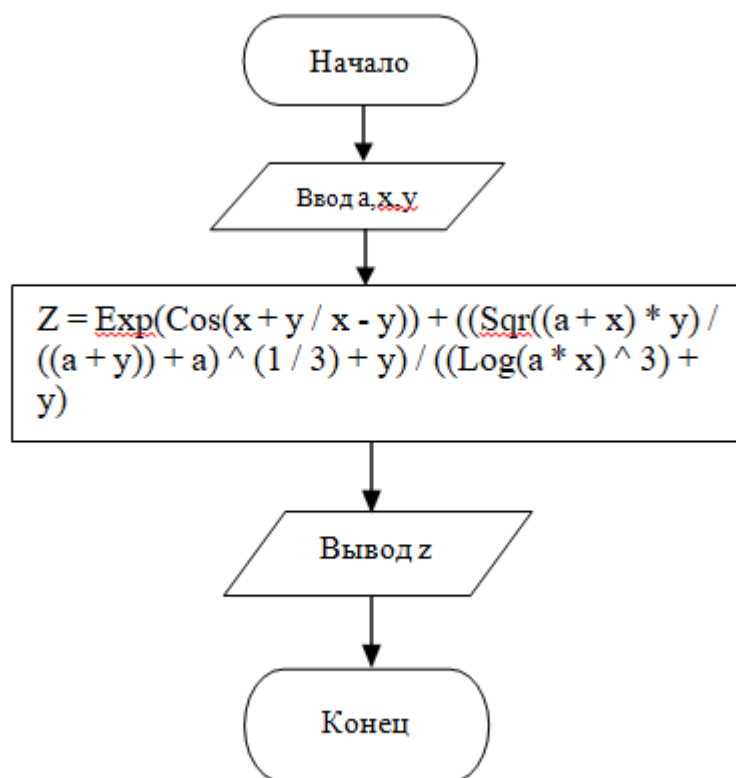 Начало
Ввод a,x,y
Z = Exp(Cos(x + y / x - y)) + ((Sqr((a + x) * y) /
((a + y)) + a) ^ (1 / 3) + y) / ((Log(a * x) ^ 3) +
y)
Вывод z
Конец